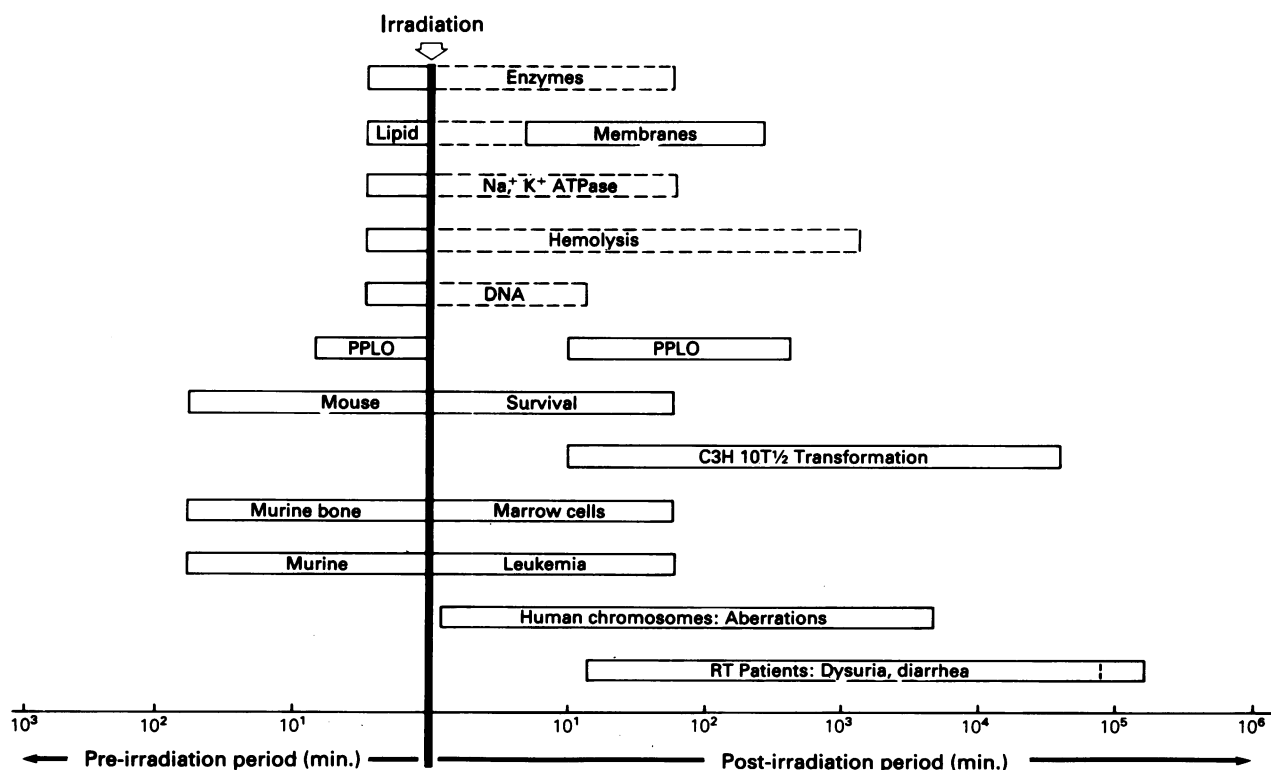 Irradiation
Enzymes
Lipid Membranes
Na,⁺ K⁺ ATPase
Hemolysis
DNA
PPLO PPLO
Mouse Survival
C3H 10T½ Transformation
Murine bone Marrow cells
Murine Leukemia
Human chromosomes: Aberrations
RT Patients: Dysuria, diarrhea
10³ 10² 10¹ 10¹ 10² 10³ 10⁴ 10⁵ 10⁶
Pre-irradiation period (min.) Post-irradiation period (min.)